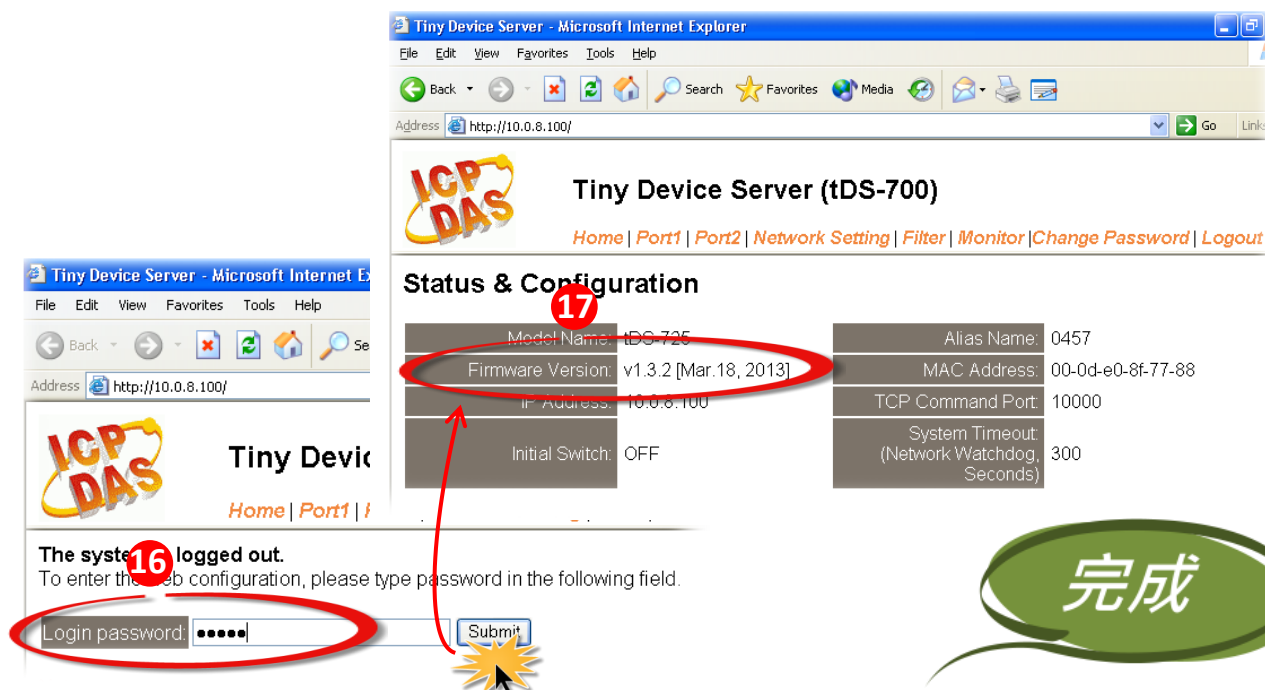 Tiny Device Server - Microsoft Internet Explorer
File Edit View Favorites Tools Help
Back Search Favorites Media
Address http://10.0.8.100/ Go Links
ICP DAS
Tiny Device Server (tDS-700)
Home | Port1 | Port2 | Network Setting | Filter | Monitor |Change Password | Logout
Status & Configuration
17
Model Name: tDS-725 Alias Name: 0457
Firmware Version: v1.3.2 [Mar.18, 2013] MAC Address: 00-0d-e0-8f-77-88
IP Address: 10.0.8.100 TCP Command Port: 10000
Initial Switch: OFF
System Timeout:
(Network Watchdog, 300
Seconds)
Tiny Device Server - Microsoft Internet
File Edit View Favorites Tools Help
Back
Address http://10.0.8.100/
ICP DAS
Tiny
Home | Port1 |
The logged out.
16
To enter configuration, please type password in the following field.
Login password: ••••• Submit
完成